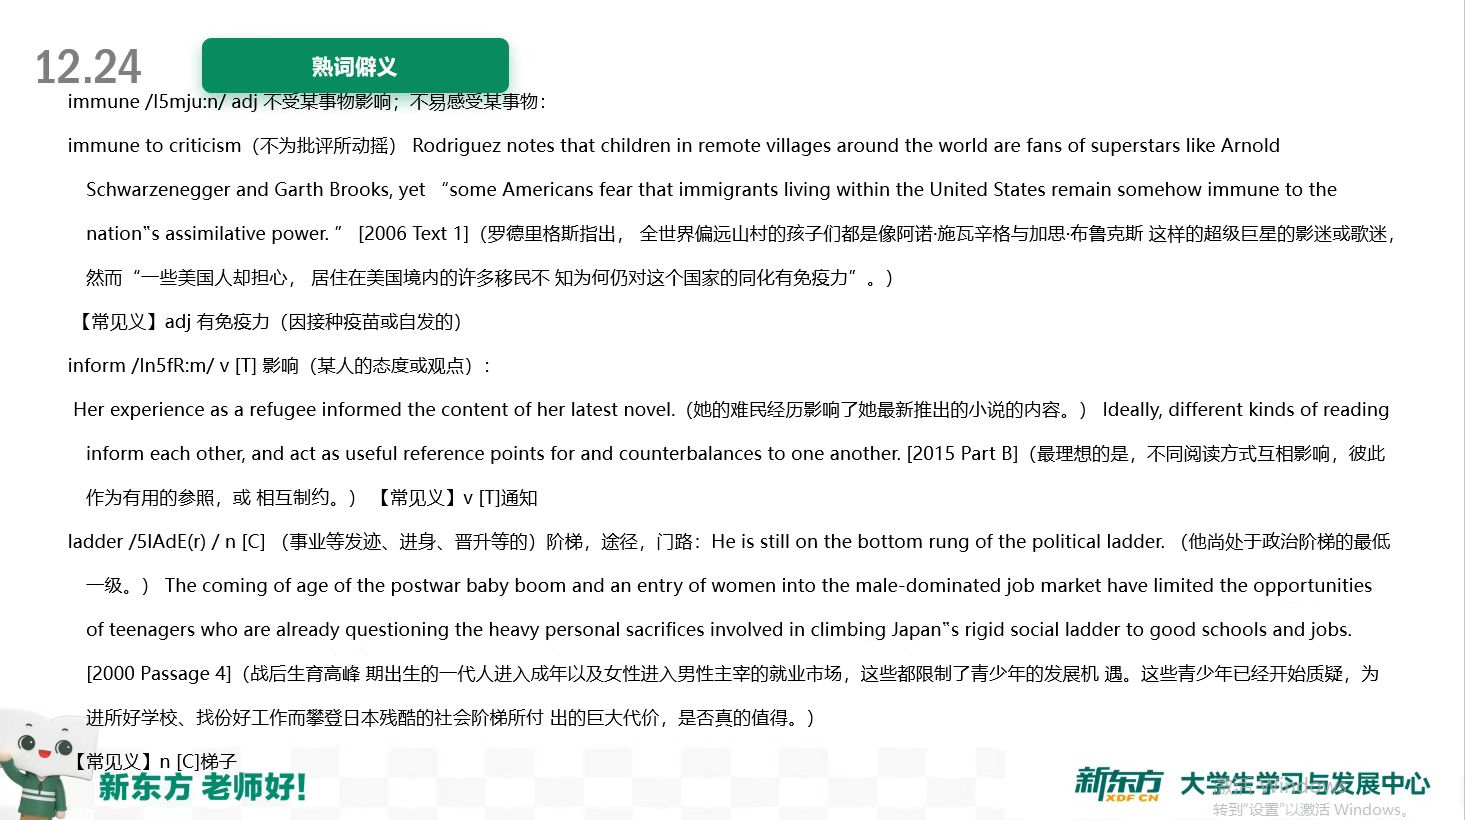 12.24
熟词僻义
immune /I5mju:n/ adj 不受某事物影响；不易感受某事物：
immune to criticism（不为批评所动摇） Rodriguez notes that children in remote villages around the world are fans of superstars like Arnold
Schwarzenegger and Garth Brooks, yet “some Americans fear that immigrants living within the United States remain somehow immune to the
nation‟s assimilative power. ” [2006 Text 1]（罗德里格斯指出， 全世界偏远山村的孩子们都是像阿诺·施瓦辛格与加思·布鲁克斯 这样的超级巨星的影迷或歌迷，
然而“一些美国人却担心， 居住在美国境内的许多移民不 知为何仍对这个国家的同化有免疫力”。）
【常见义】adj 有免疫力（因接种疫苗或自发的）
inform /In5fR:m/ v [T] 影响（某人的态度或观点）:
Her experience as a refugee informed the content of her latest novel.（她的难民经历影响了她最新推出的小说的内容。） Ideally, different kinds of reading
inform each other, and act as useful reference points for and counterbalances to one another. [2015 Part B]（最理想的是，不同阅读方式互相影响，彼此
作为有用的参照，或 相互制约。） 【常见义】v [T]通知
ladder /5lAdE(r) / n [C] （事业等发迹、进身、晋升等的）阶梯，途径，门路：He is still on the bottom rung of the political ladder. （他尚处于政治阶梯的最低
一级。） The coming of age of the postwar baby boom and an entry of women into the male-dominated job market have limited the opportunities
of teenagers who are already questioning the heavy personal sacrifices involved in climbing Japan‟s rigid social ladder to good schools and jobs.
[2000 Passage 4]（战后生育高峰 期出生的一代人进入成年以及女性进入男性主宰的就业市场，这些都限制了青少年的发展机 遇。这些青少年已经开始质疑，为
进所好学校、找份好工作而攀登日本残酷的社会阶梯所付 出的巨大代价，是否真的值得。）
【常见义】n [C]梯子
新东方 老师好!
新东方 XDF.CN 大学生学习与发展中心
激活 Windows
转到“设置”以激活 Windows。